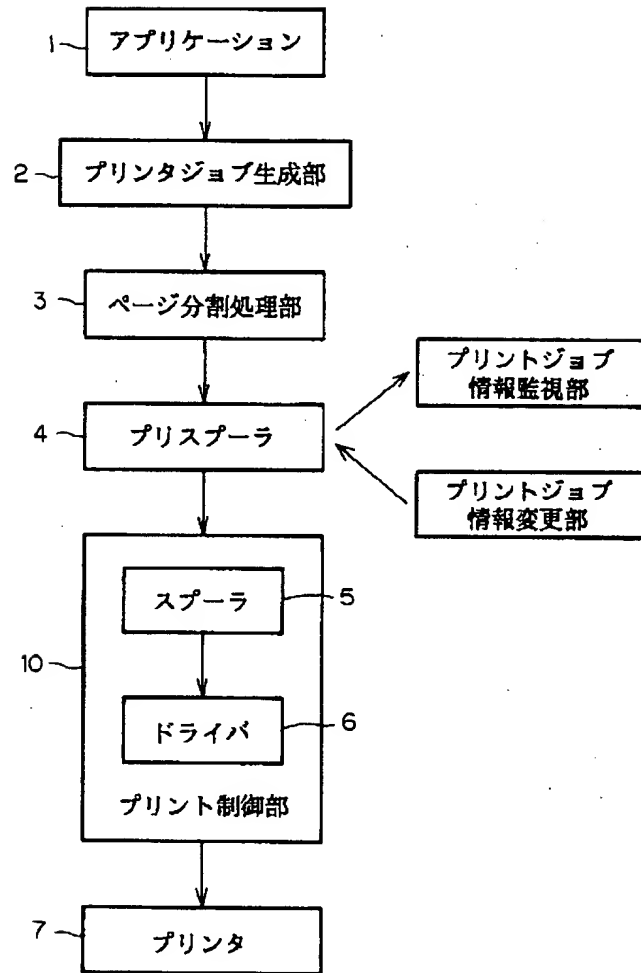 1 アプリケーション
2 プリンタジョブ生成部
3 ページ分割処理部
4 プリスプーラ
プリントジョブ
情報監視部
プリントジョブ
情報変更部
スプーラ 5
10
ドライバ 6
プリント制御部
7 プリンタ